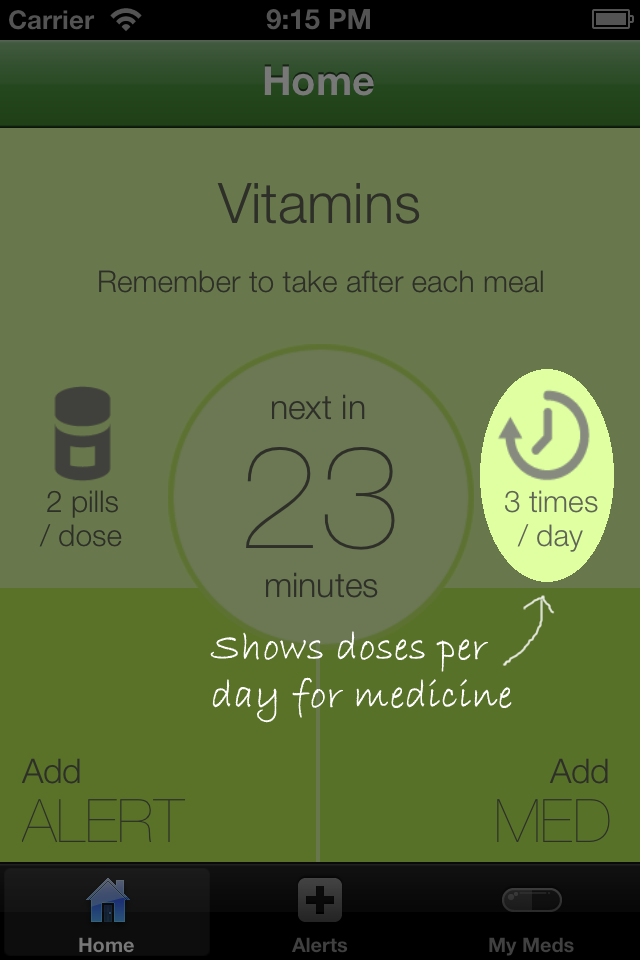 Carrier 9:15 PM
Home
Vitamins
Remember to take after each meal
next in
23
minutes
2 pills
/ dose
3 times
/ day
Shows doses per
day for medicine
Add
ALERT
Add
MED
Home Alerts My Meds